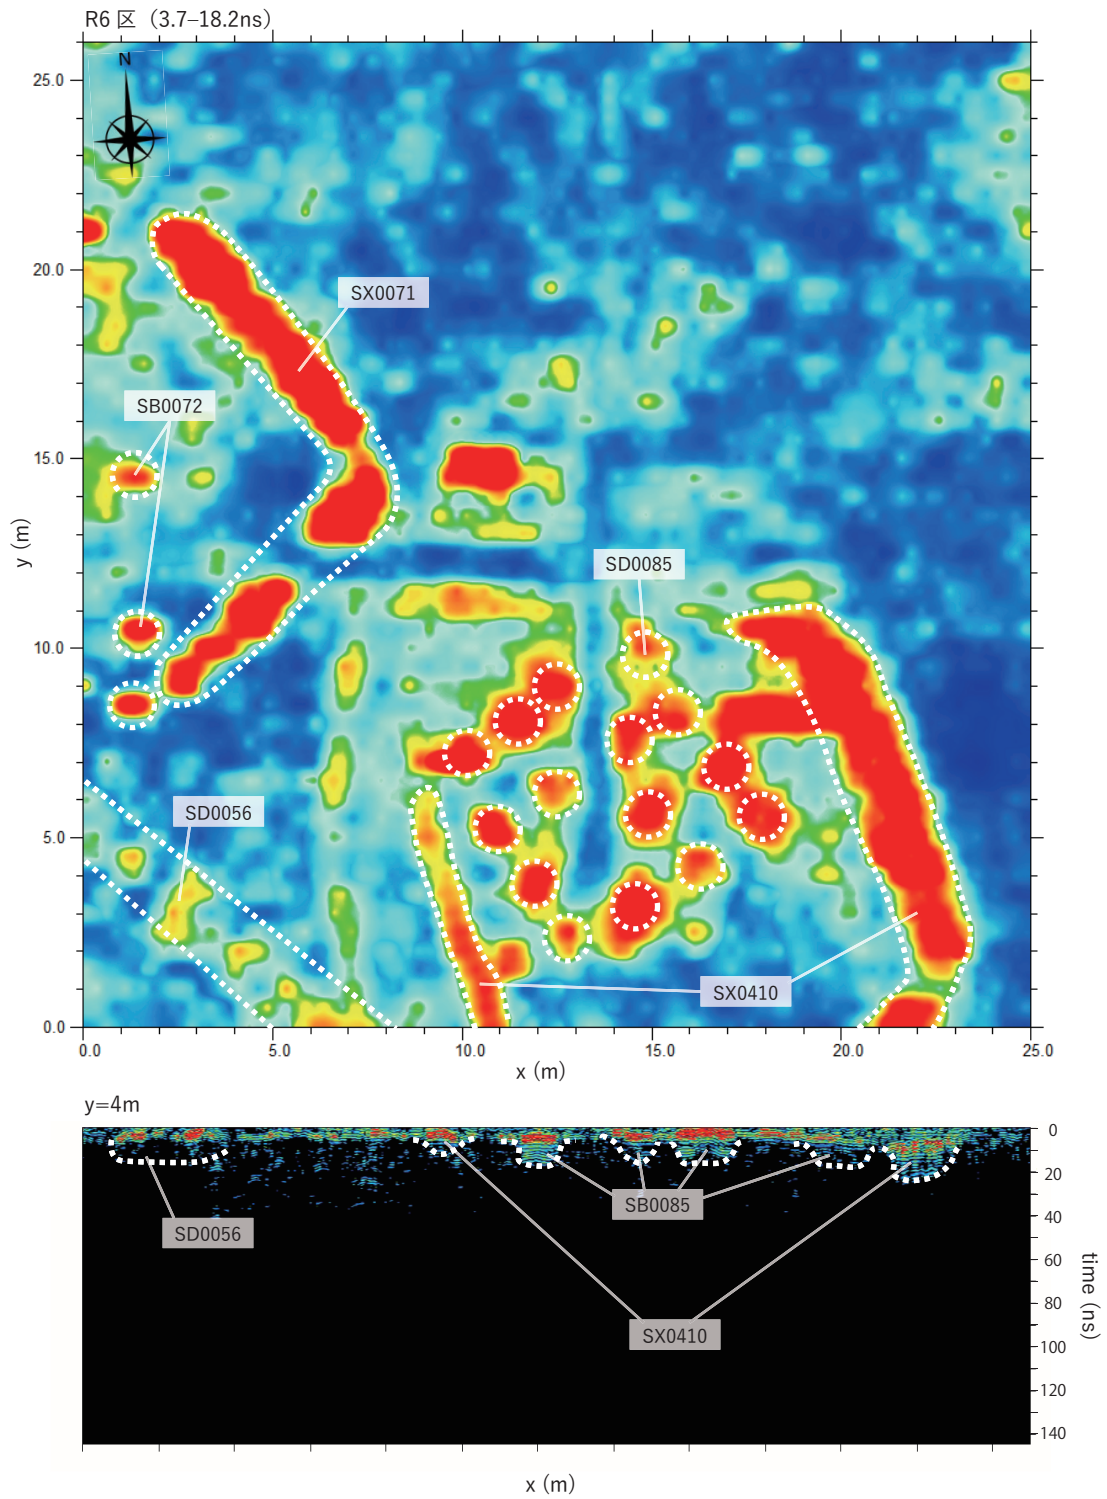 R6 区（3.7–18.2ns）
N
25.0
20.0
15.0
10.0
5.0
0.0
y (m)
SX0071
SB0072
SD0085
SD0056
SX0410
0.0 5.0 10.0 15.0 20.0 25.0
x (m)
y=4m
0
20
40
60
80
100
120
140
time (ns)
SD0056
SB0085
SX0410
x (m)